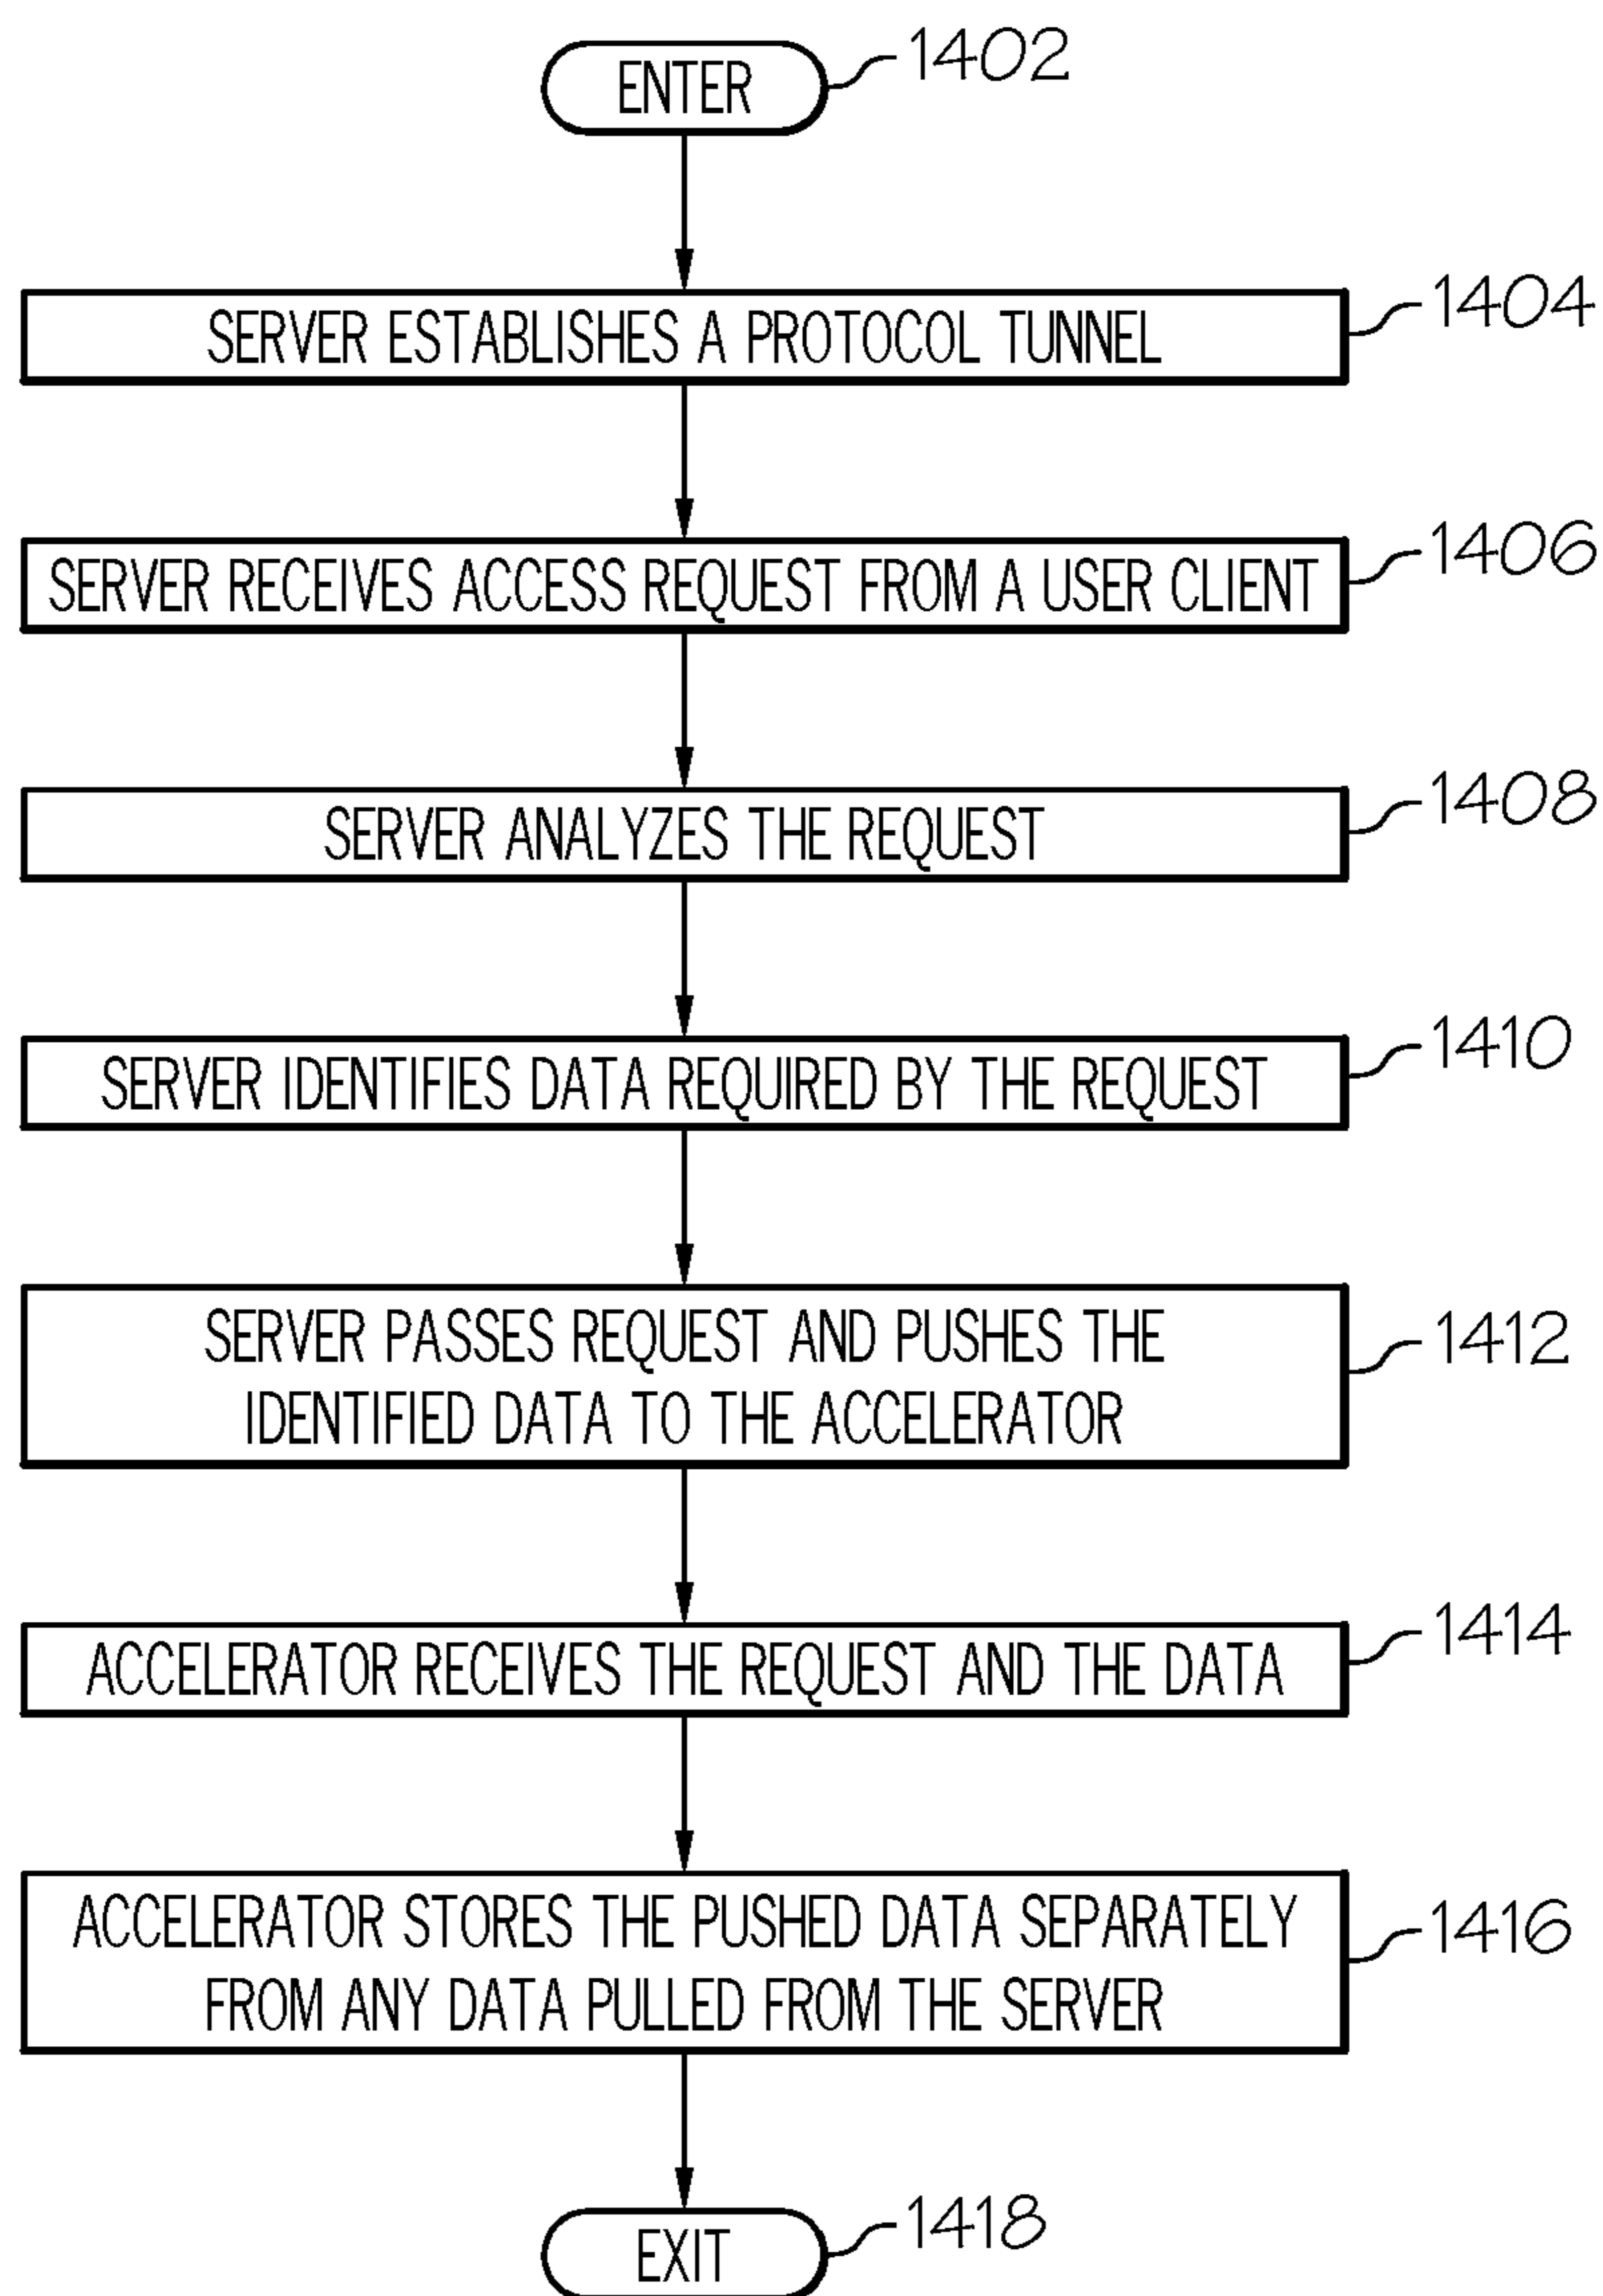 ENTER
1402
SERVER ESTABLISHES A PROTOCOL TUNNEL
1404
SERVER RECEIVES ACCESS REQUEST FROM A USER CLIENT
1406
SERVER ANALYZES THE REQUEST
1408
SERVER IDENTIFIES DATA REQUIRED BY THE REQUEST
1410
SERVER PASSES REQUEST AND PUSHES THE
IDENTIFIED DATA TO THE ACCELERATOR
1412
ACCELERATOR RECEIVES THE REQUEST AND THE DATA
1414
ACCELERATOR STORES THE PUSHED DATA SEPARATELY
FROM ANY DATA PULLED FROM THE SERVER
1416
EXIT
1418